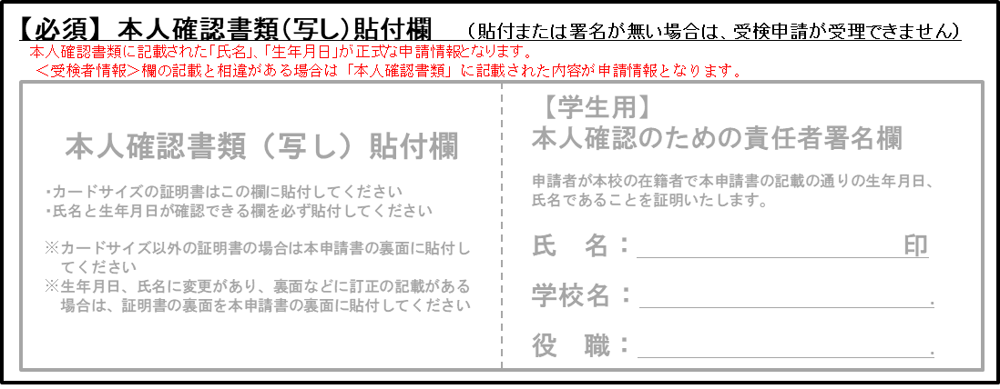 【必須】本人確認書類（写し）貼付欄　（貼付または署名が無い場合は、受検申請が受理できません）
本人確認書類に記載された「氏名」、「生年月日」が正式な申請情報となります。
＜受検者情報＞欄の記載と相違がある場合は「本人確認書類」に記載された内容が申請情報となります。
本人確認書類（写し）貼付欄
・カードサイズの証明書はこの欄に貼付してください
・氏名と生年月日が確認できる欄を必ず貼付してください
※カードサイズ以外の証明書の場合は本申請書の裏面に貼付し
てください
※生年月日、氏名に変更があり、裏面などに訂正の記載がある
場合は、証明書の裏面を本申請書の裏面に貼付してください
【学生用】
本人確認のための責任者署名欄
申請者が本校の在籍者で本申請書の記載の通りの生年月日、
氏名であることを証明いたします。
氏　名：　印
学校名：　.
役　職：　.